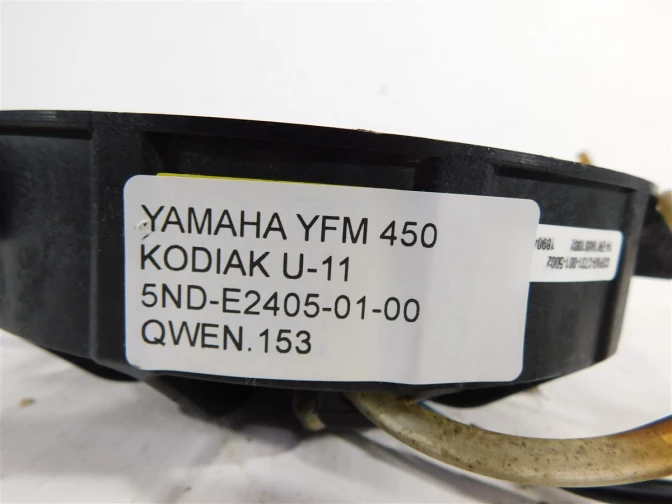 YAMAHA YFM 450
KODIAK U-11
5ND-E2405-01-00
QWEN.153